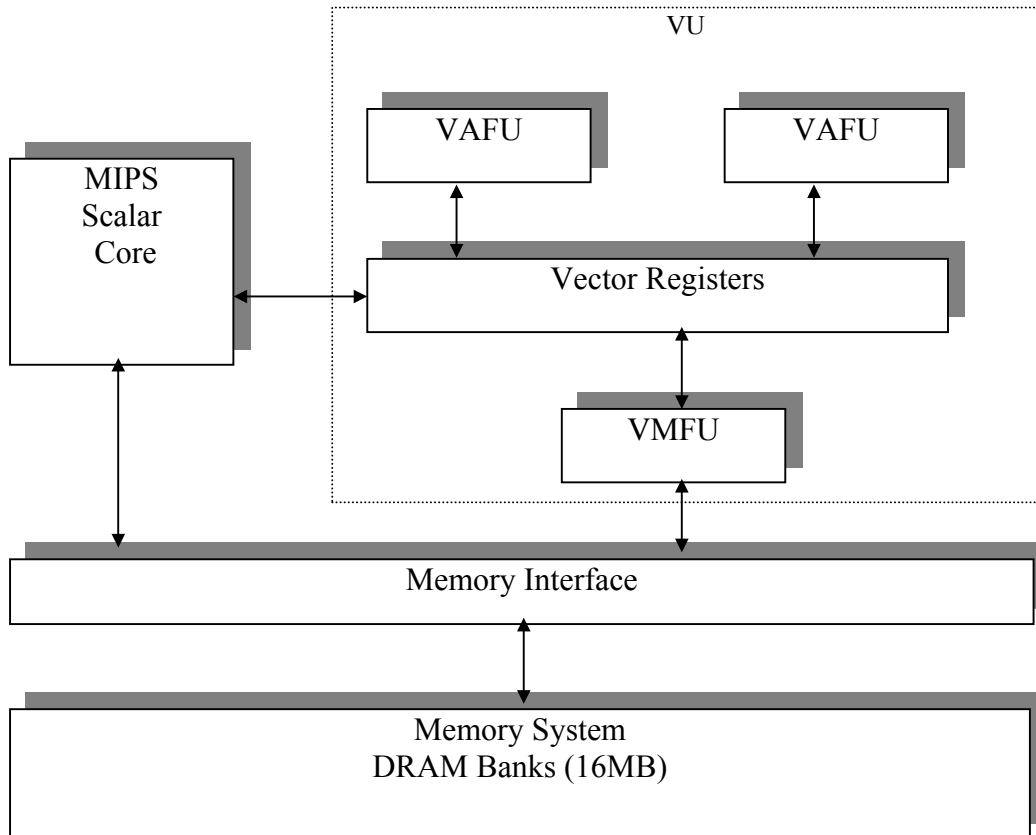 VU
VAFU
VAFU
MIPS
Scalar
Core
Vector Registers
VMFU
Memory Interface
Memory System
DRAM Banks (16MB)